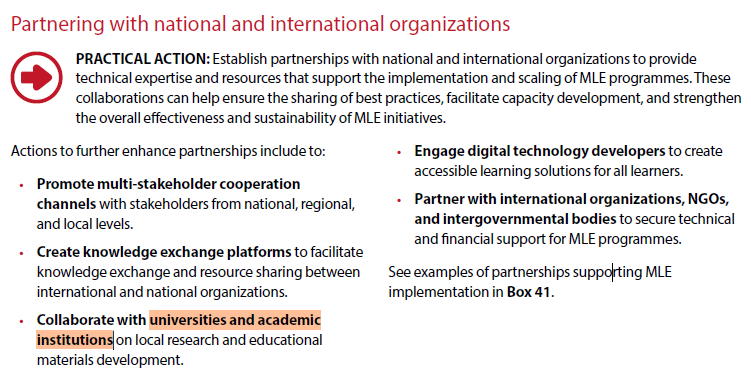 Partnering with national and international organizations
PRACTICAL ACTION: Establish partnerships with national and international organizations to provide
technical expertise and resources that support the implementation and scaling of MLE programmes. These
collaborations can help ensure the sharing of best practices, facilitate capacity development, and strengthen
the overall effectiveness and sustainability of MLE initiatives.
Actions to further enhance partnerships include to:
• Promote multi-stakeholder cooperation
channels with stakeholders from national, regional,
and local levels.
• Create knowledge exchange platforms to facilitate
knowledge exchange and resource sharing between
international and national organizations.
• Collaborate with universities and academic
institutions on local research and educational
materials development.
• Engage digital technology developers to create
accessible learning solutions for all learners.
• Partner with international organizations, NGOs,
and intergovernmental bodies to secure technical
and financial support for MLE programmes.
See examples of partnerships supporting MLE
implementation in Box 41.